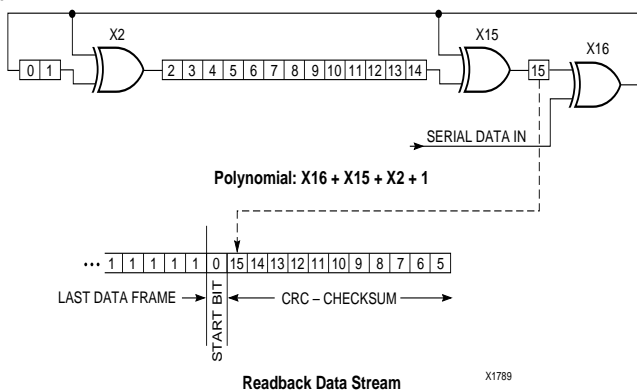 X2
X15
X16
0 1
2 3 4 5 6 7 8 9 10 11 12 13 14
15
SERIAL DATA IN
Polynomial: X16 + X15 + X2 + 1
••• 1 1 1 1 1 0 15 14 13 12 11 10 9 8 7 6 5
LAST DATA FRAME
START BIT
CRC – CHECKSUM
Readback Data Stream
X1789